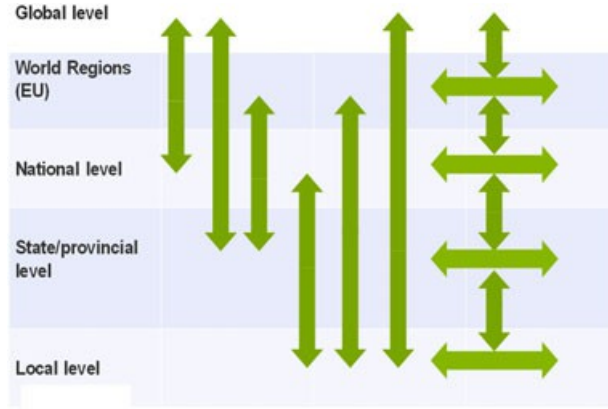 Global level
World Regions
(EU)
National level
State/provincial
level
Local level